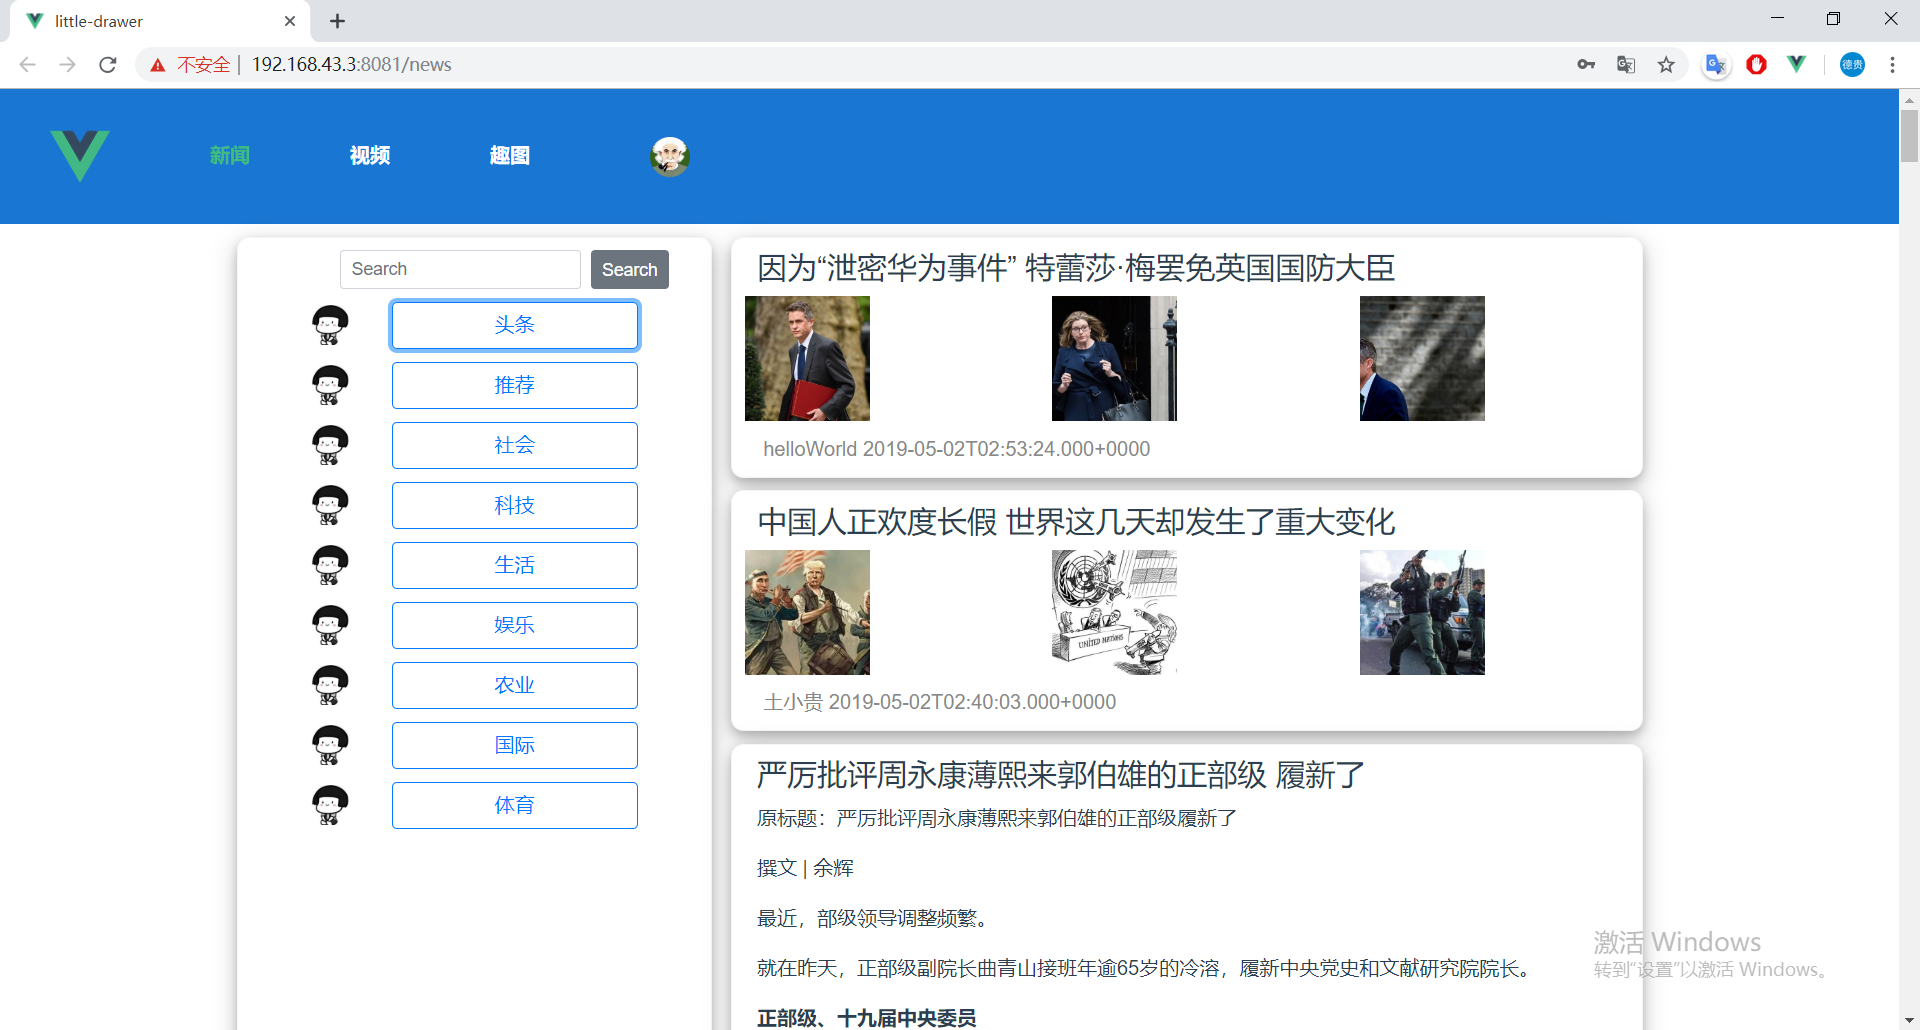 little-drawer
不安全 | 192.168.43.3:8081/news
德贵
新闻 视频 趣图
Search Search
头条
推荐
社会
科技
生活
娱乐
农业
国际
体育
因为“泄密华为事件” 特蕾莎·梅罢免英国国防大臣
helloWorld 2019-05-02T02:53:24.000+0000
中国人正欢度长假 世界这几天却发生了重大变化
UNITED NATIONS
土小贵 2019-05-02T02:40:03.000+0000
严厉批评周永康薄熙来郭伯雄的正部级 履新了
原标题：严厉批评周永康薄熙来郭伯雄的正部级履新了
撰文 | 余辉
最近，部级领导调整频繁。
就在昨天，正部级副院长曲青山接班年逾65岁的冷溶，履新中央党史和文献研究院院长。
正部级、十九届中央委员
激活 Windows
转到“设置”以激活 Windows。